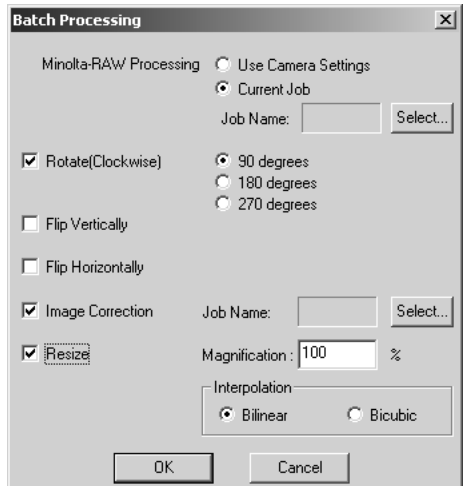 Batch Processing
Minolta-RAW Processing Use Camera Settings
Current Job
Job Name: Select...
Rotate(Clockwise) 90 degrees
180 degrees
270 degrees
Flip Vertically
Flip Horizontally
Image Correction Job Name: Select...
Resize Magnification : 100 %
Interpolation
Bilinear Bicubic
OK Cancel